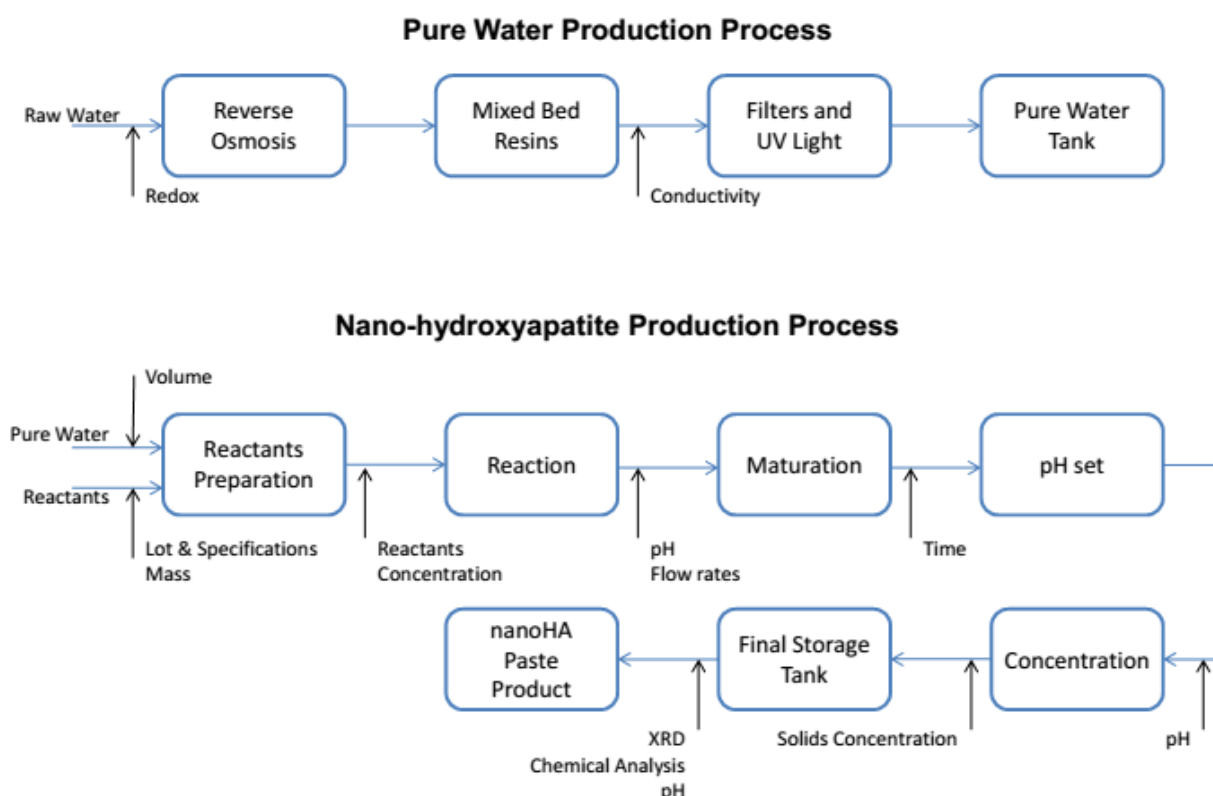 Pure Water Production Process
Raw Water
Reverse
Osmosis
Mixed Bed
Resins
Filters and
UV Light
Pure Water
Tank
Redox
Conductivity
Nano-hydroxyapatite Production Process
Volume
Pure Water
Reactants
Reactants
Preparation
Reaction
Maturation
pH set
Lot & Specifications
Mass
Reactants
Concentration
pH
Flow rates
Time
nanoHA
Paste
Product
Final Storage
Tank
Concentration
XRD
Chemical Analysis
pH
Solids Concentration
pH